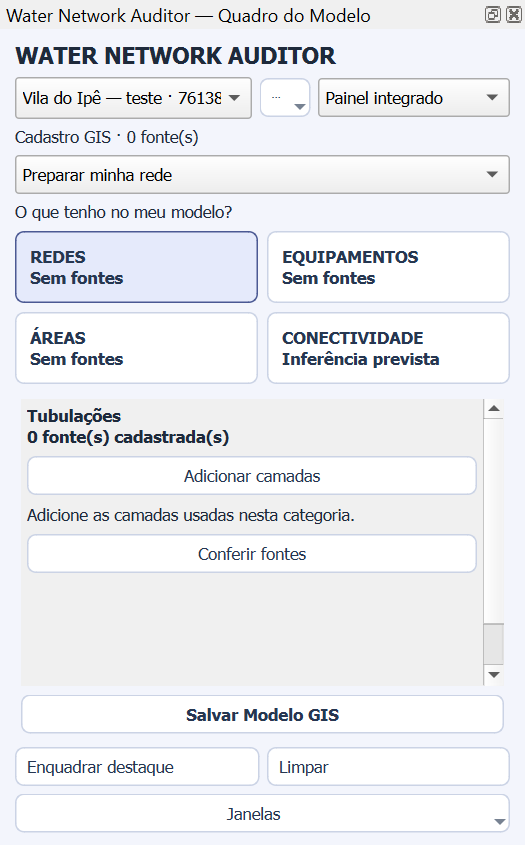 Water Network Auditor — Quadro do Modelo
WATER NETWORK AUDITOR
Vila do Ipê — teste · 76138
...
Painel integrado
Cadastro GIS · 0 fonte(s)
Preparar minha rede
O que tenho no meu modelo?
REDES
Sem fontes
EQUIPAMENTOS
Sem fontes
ÁREAS
Sem fontes
CONECTIVIDADE
Inferência prevista
Tubulações
0 fonte(s) cadastrada(s)
Adicionar camadas
Adicione as camadas usadas nesta categoria.
Conferir fontes
Salvar Modelo GIS
Enquadrar destaque
Limpar
Janelas